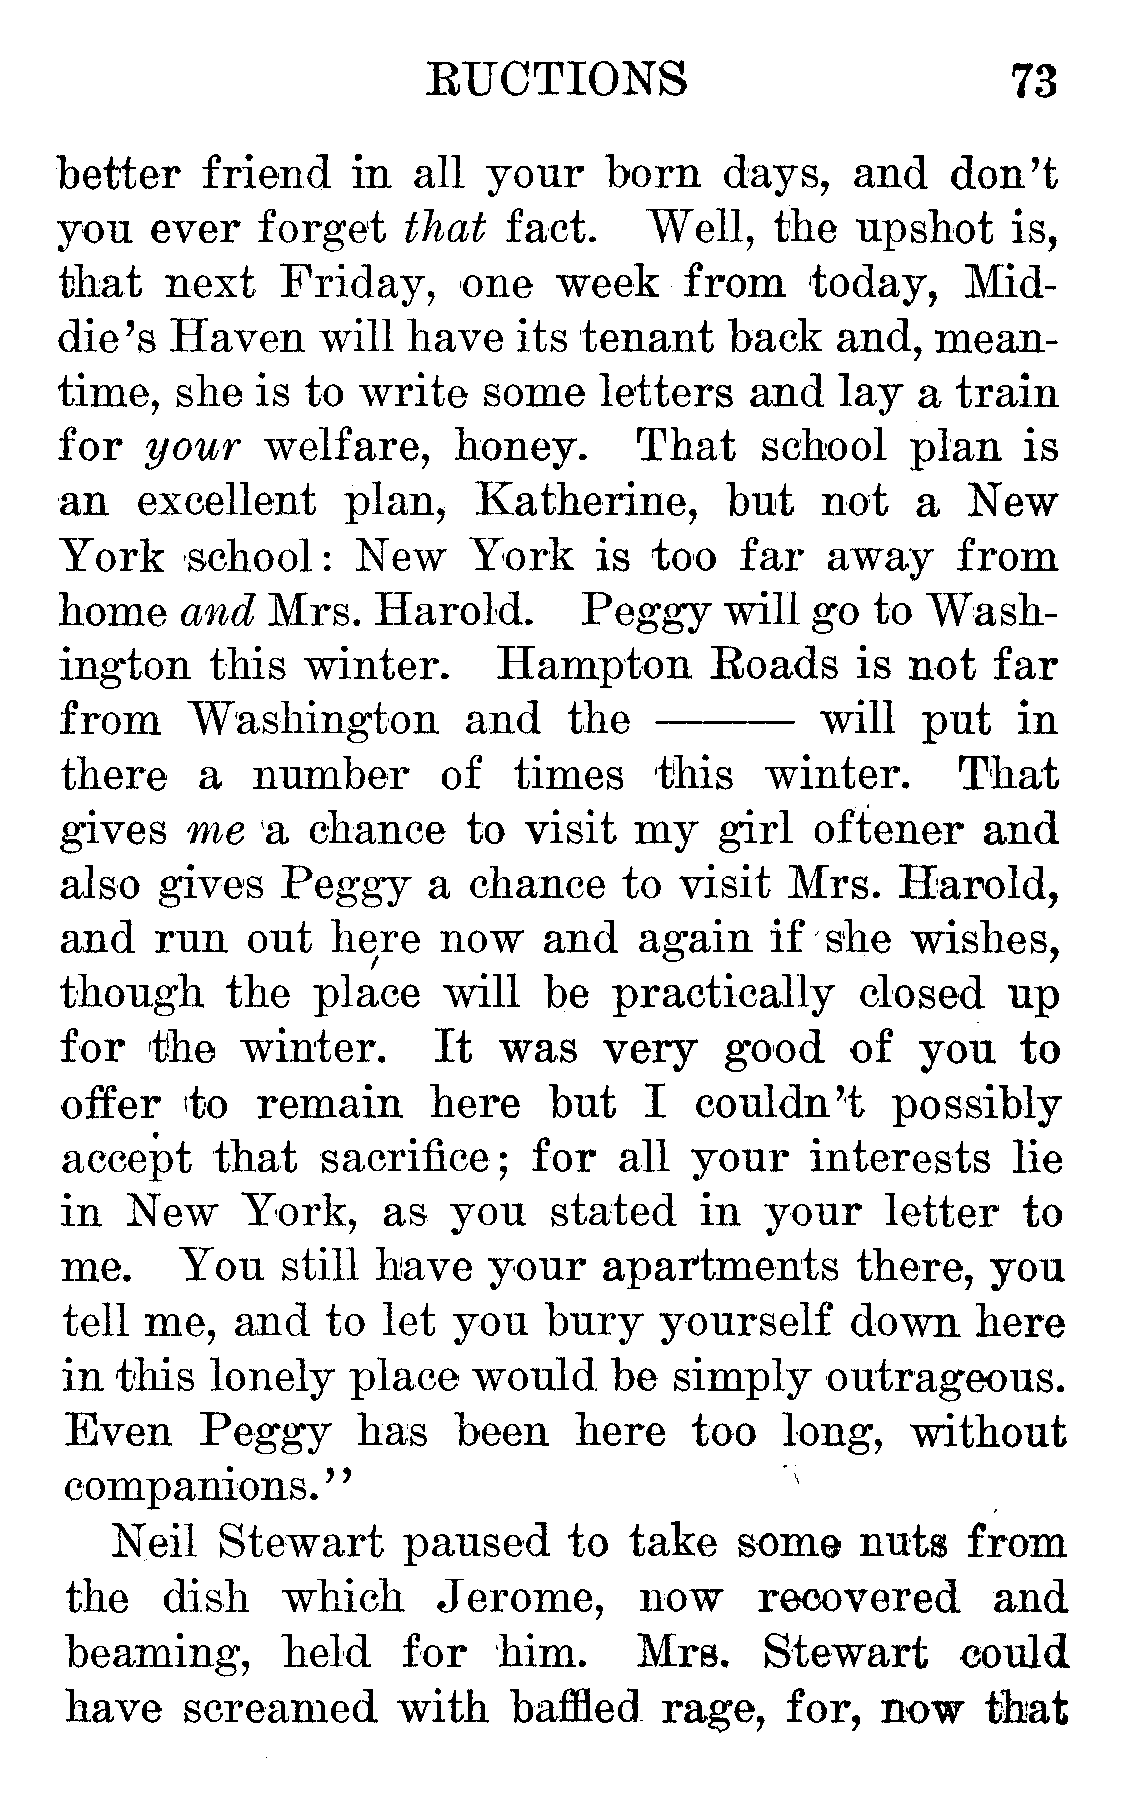 RUCTIONS 73
better friend in all your born days, and don't
you ever forget that fact. Well, the upshot is,
that next Friday, one week from today, Mid-
die's Haven will have its tenant back and, mean-
time, she is to write some letters and lay a train
for your welfare, honey. That school plan is
an excellent plan, Katherine, but not a New
York school: New York is too far away from
home and Mrs. Harold. Peggy will go to Wash-
ington this winter. Hampton Roads is not far
from Washington and the ——— will put in
there a number of times this winter. That
gives me a chance to visit my girl oftener and
also gives Peggy a chance to visit Mrs. Harold,
and run out here now and again if she wishes,
though the place will be practically closed up
for the winter. It was very good of you to
offer to remain here but I couldn't possibly
accept that sacrifice; for all your interests lie
in New York, as you stated in your letter to
me. You still have your apartments there, you
tell me, and to let you bury yourself down here
in this lonely place would be simply outrageous.
Even Peggy has been here too long, without
companions.''
Neil Stewart paused to take some nuts from
the dish which Jerome, now recovered and
beaming, held for him. Mrs. Stewart could
have screamed with baffled rage, for, now that